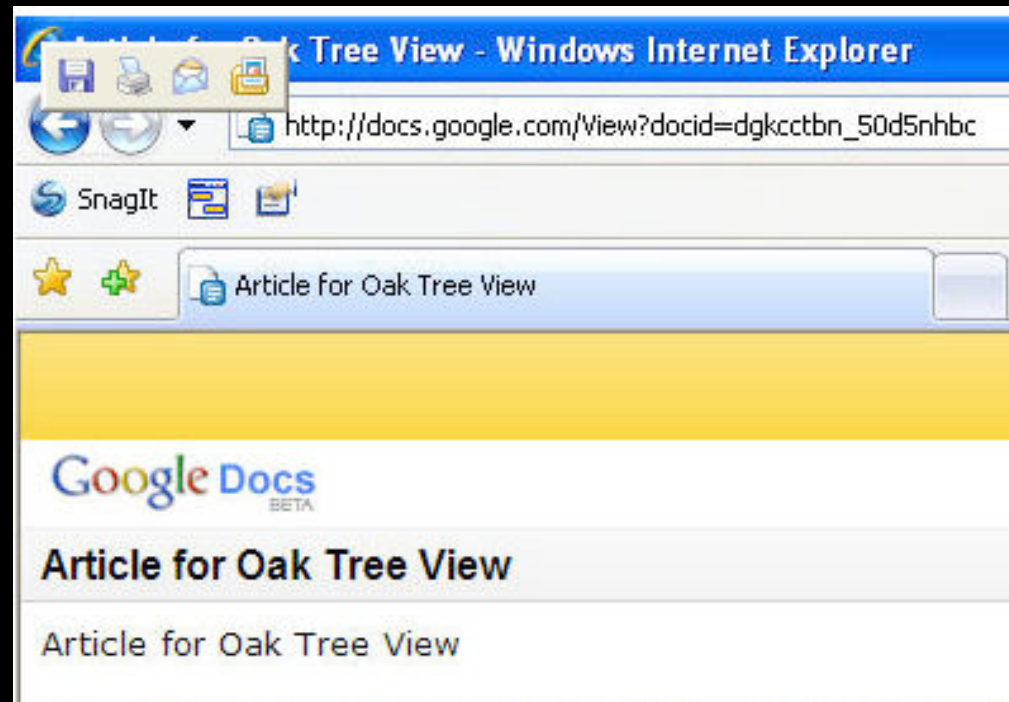 k Tree View - Windows Internet Explorer
http://docs.google.com/View?docid=dgkcctbn_50d5nhbc
SnagIt
Article for Oak Tree View
Google Docs
BETA
Article for Oak Tree View
Article for Oak Tree View